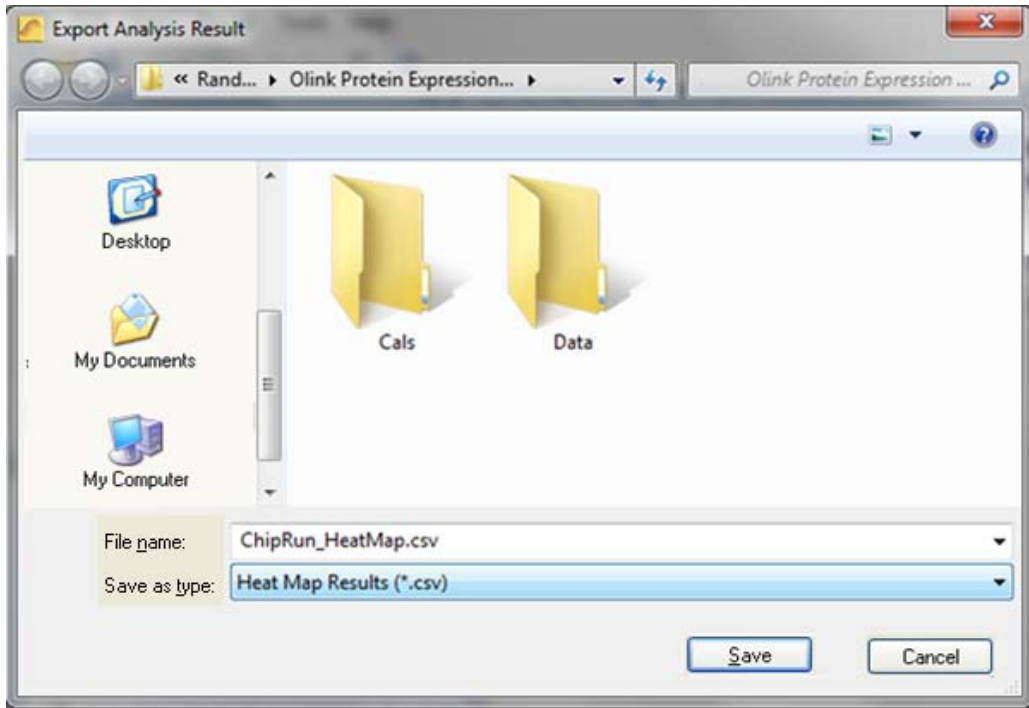 Export Analysis Result
« Rand... ▸ Olink Protein Expression... ▸
Olink Protein Expression ...
Desktop
My Documents
My Computer
Cals
Data
File name: ChipRun_HeatMap.csv
Save as type: Heat Map Results (*.csv)
Save Cancel